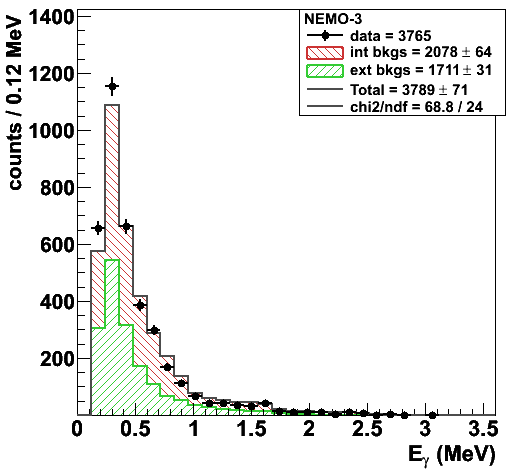 NEMO-3
data = 3765
int bkgs = 2078 ± 64
ext bkgs = 1711 ± 31
Total = 3789 ± 71
chi2/ndf = 68.8 / 24
counts / 0.12 MeV
1400
1200
1000
800
600
400
200
0 0.5 1 1.5 2 2.5 3 3.5
Eγ (MeV)